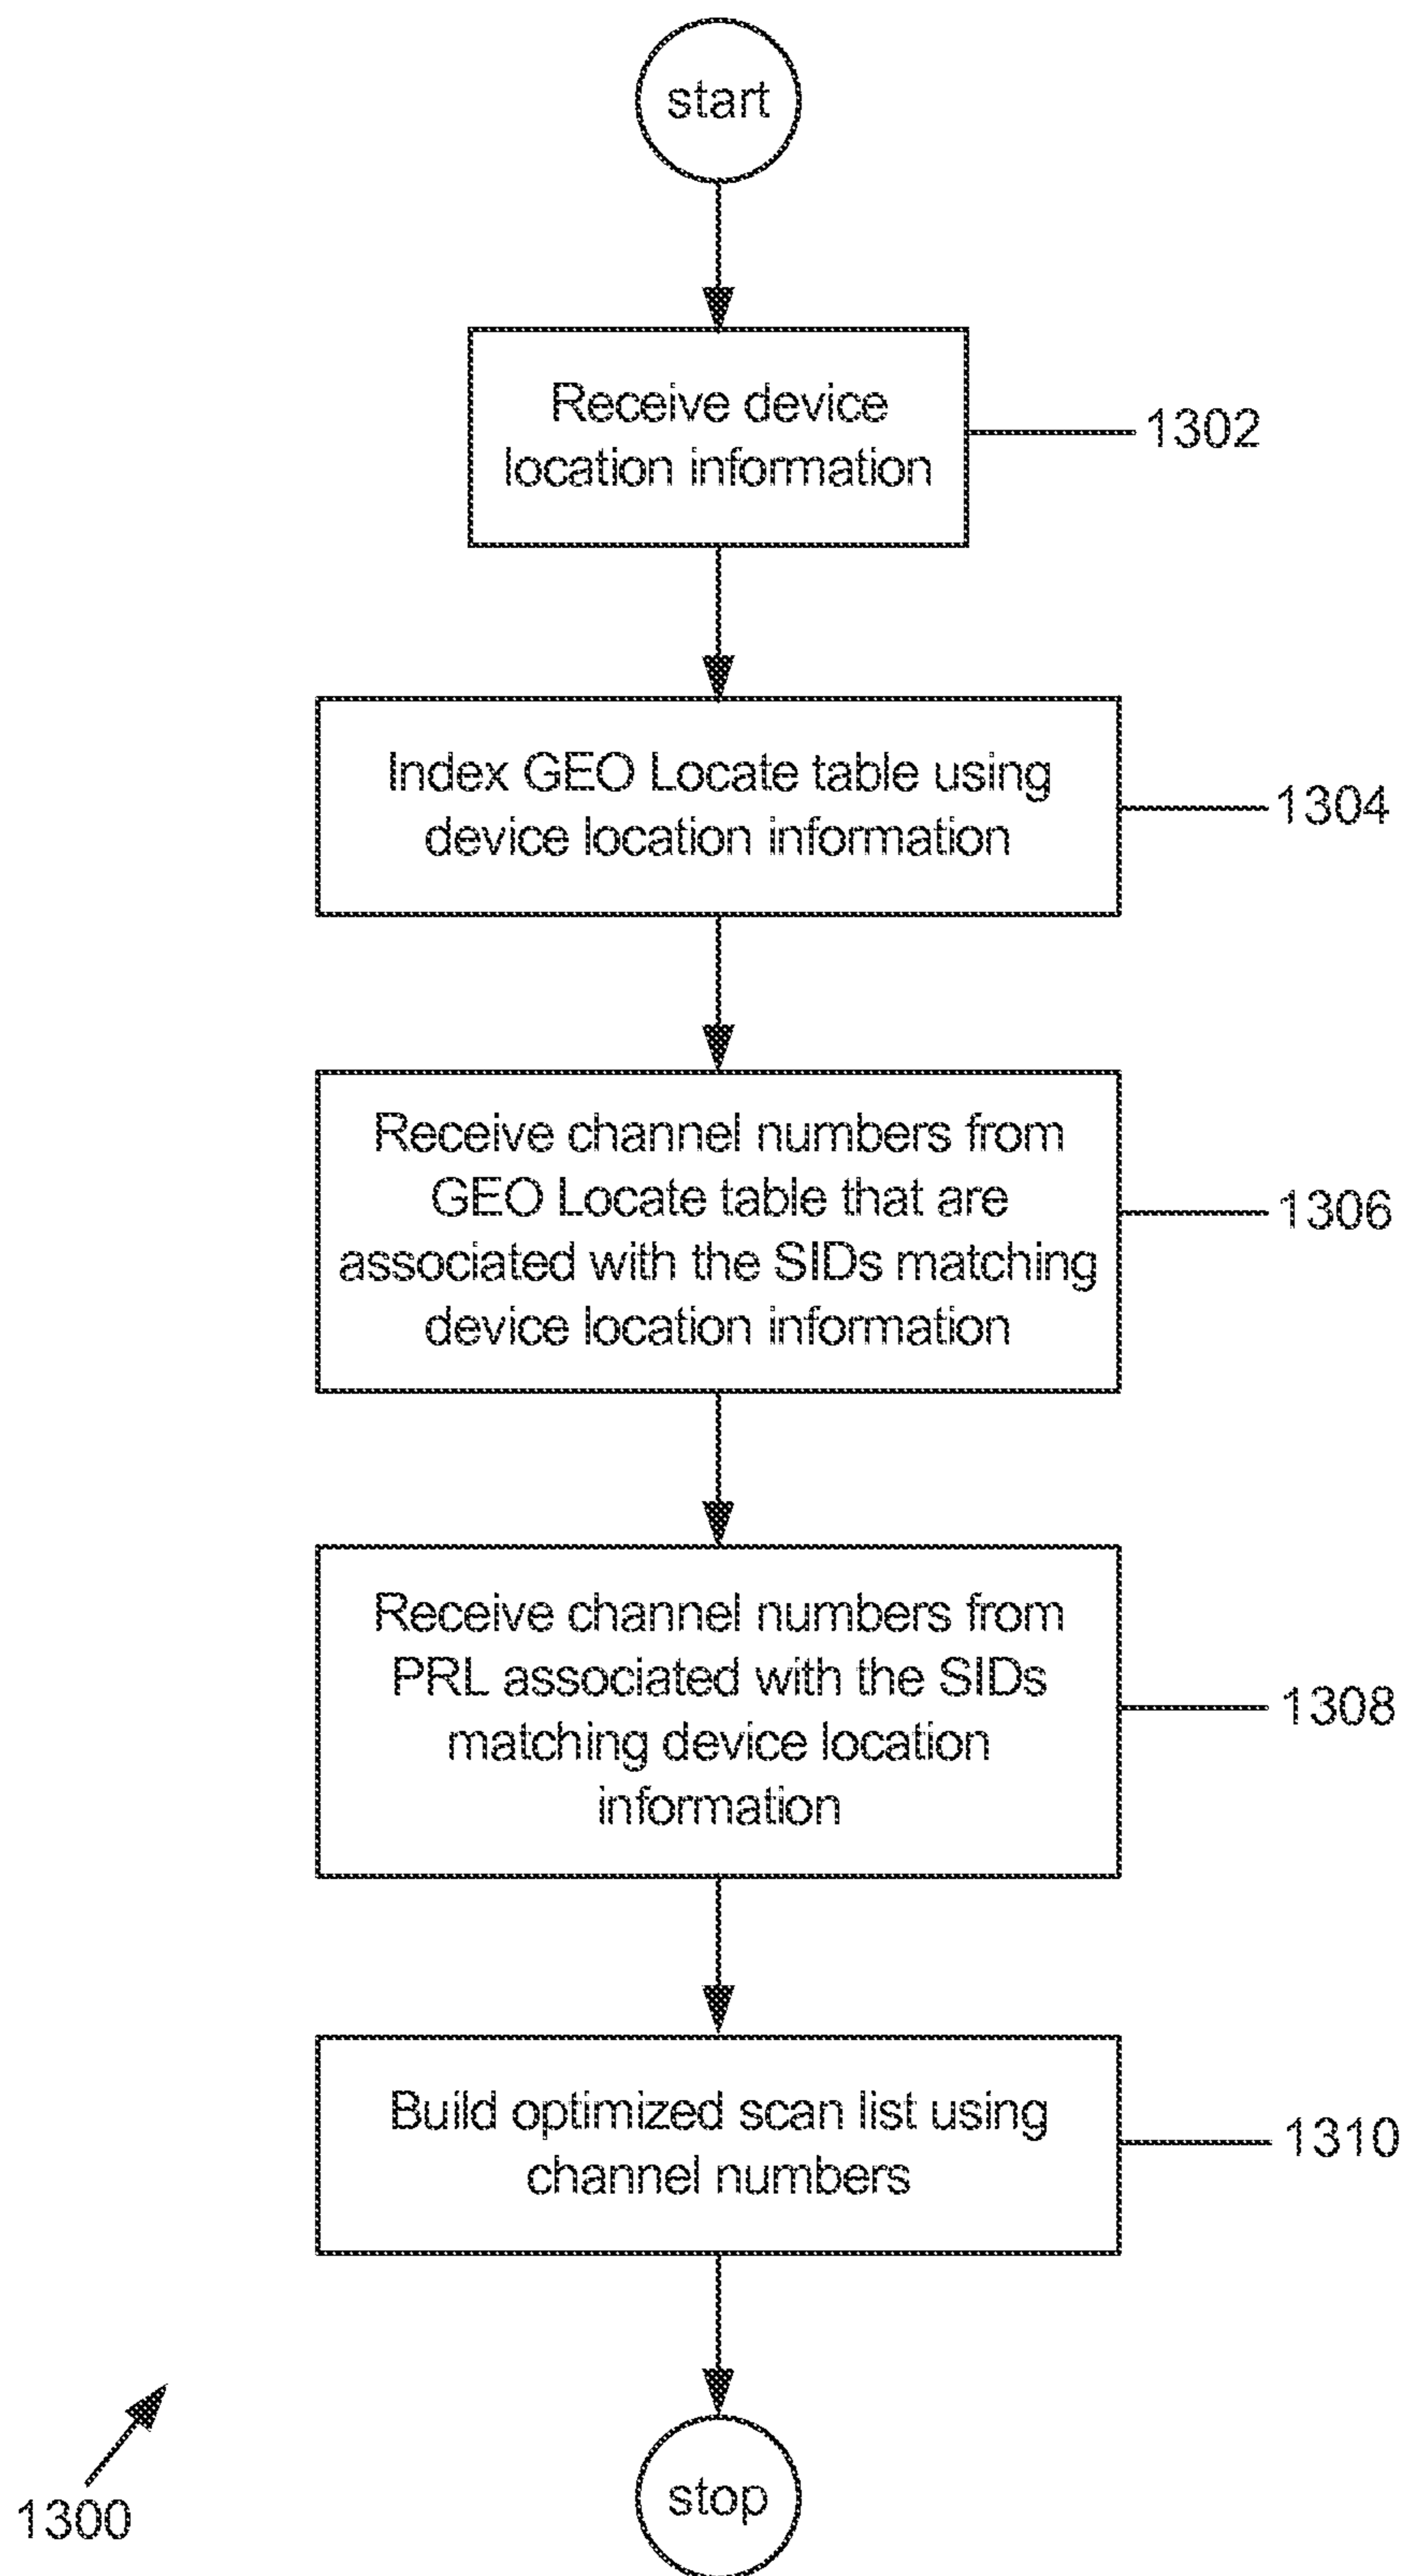 start
Receive device
location information
1302
Index GEO Locate table using
device location information
1304
Receive channel numbers from
GEO Locate table that are
associated with the SIDs matching
device location information
1306
Receive channel numbers from
PRL associated with the SIDs
matching device location
information
1308
Build optimized scan list using
channel numbers
1310
stop
1300